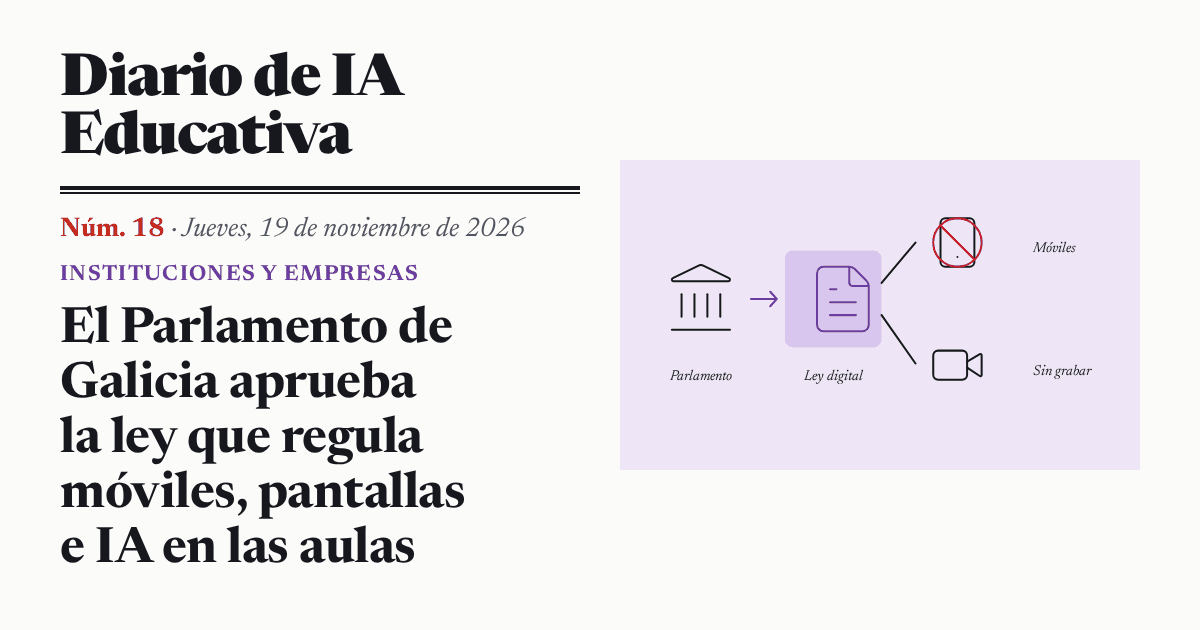 Diario de IA
Educativa
Núm. 18 · Jueves, 19 de noviembre de 2026
INSTITUCIONES Y EMPRESAS
El Parlamento de
Galicia aprueba
la ley que regula
móviles, pantallas
e IA en las aulas
Parlamento
Ley digital
Móviles
Sin grabar